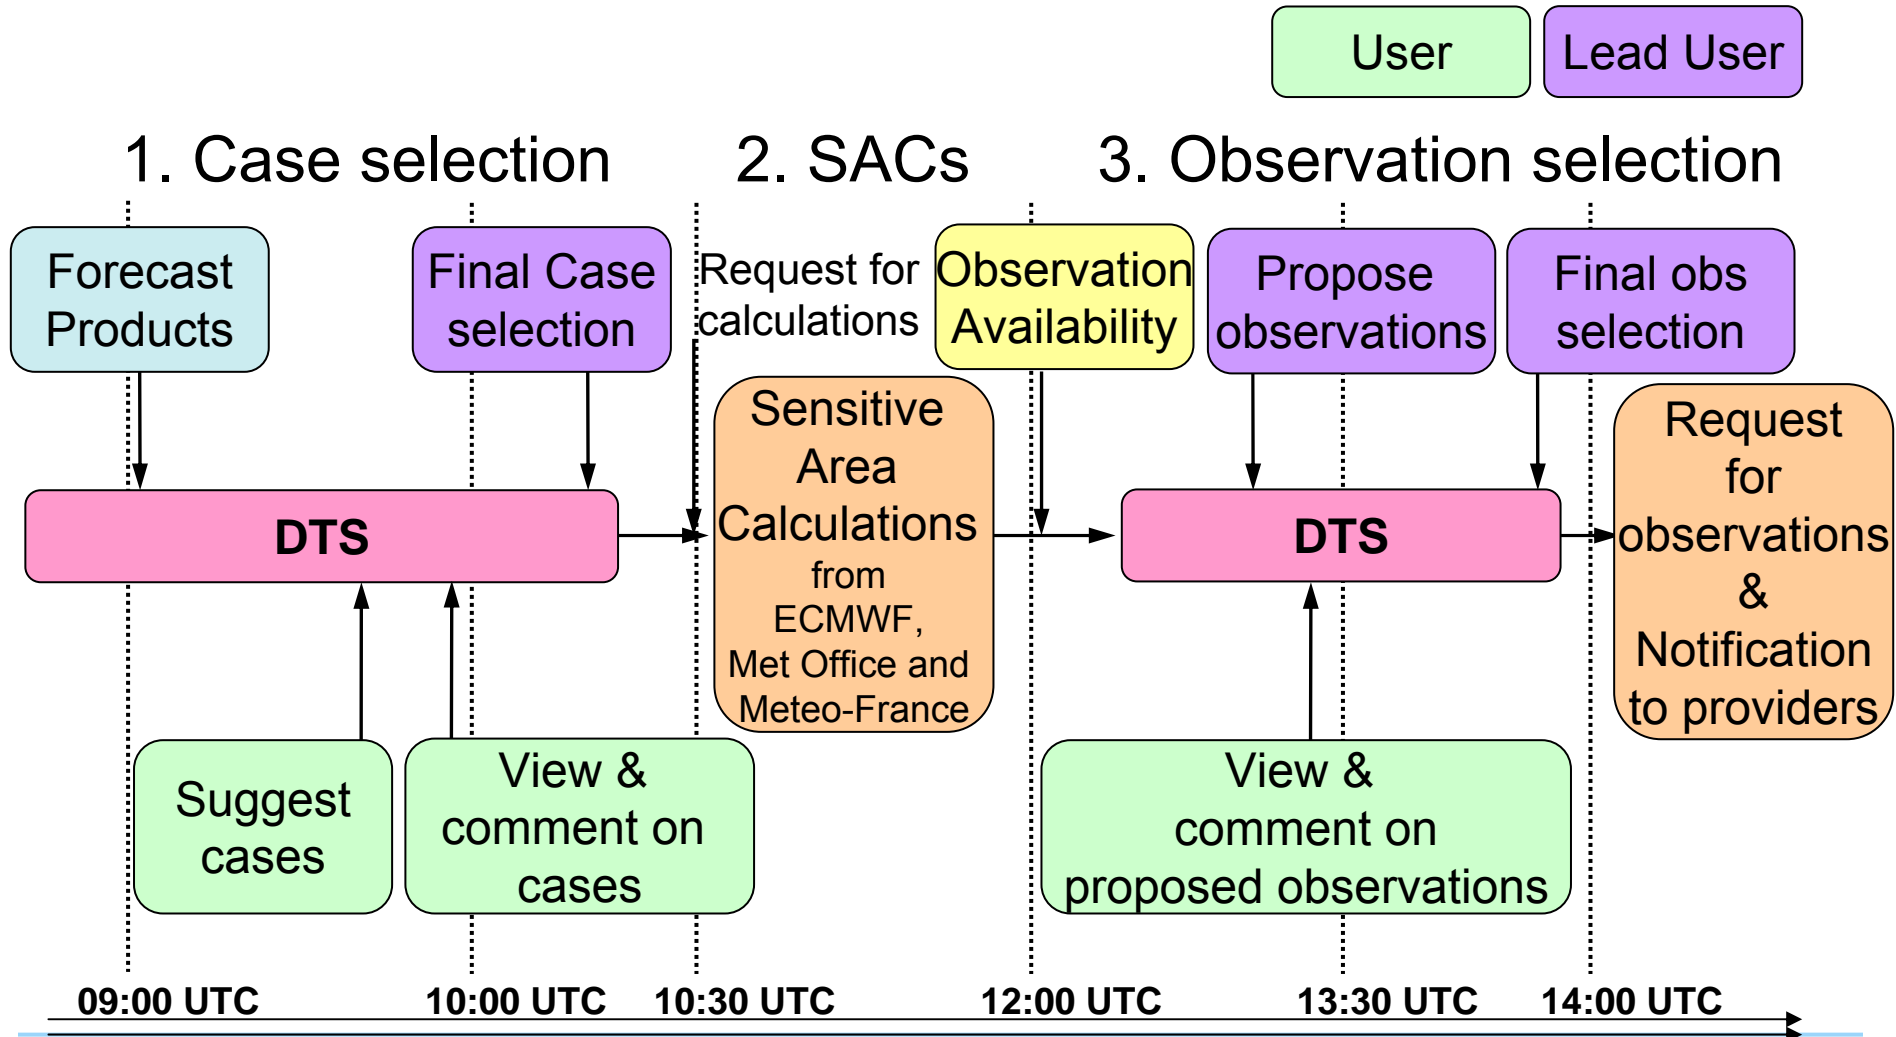 User
Lead User
1. Case selection
2. SACs
3. Observation selection
Forecast
Products
Final Case
selection
Request for
calculations
Observation
Availability
Propose
observations
Final obs
selection
Sensitive
Area
Calculations
from
ECMWF,
Met Office and
Meteo-France
Request
for
observations
&
Notification
to providers
DTS
DTS
Suggest
cases
View &
comment on
cases
View &
comment on
proposed observations
09:00 UTC
10:00 UTC
10:30 UTC
12:00 UTC
13:30 UTC
14:00 UTC